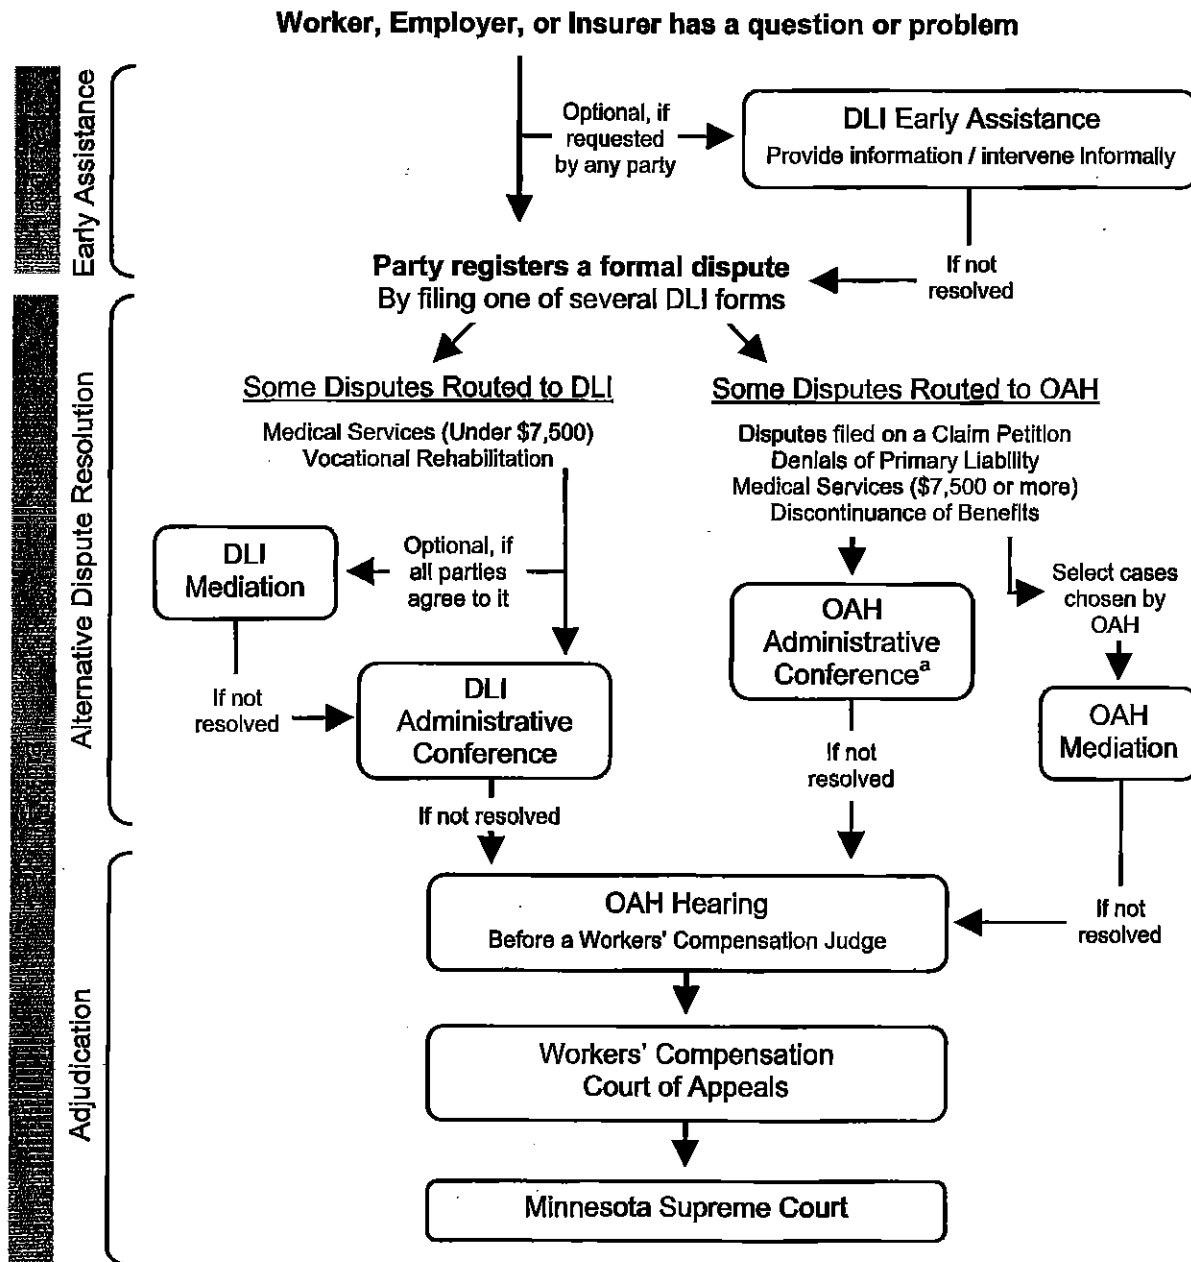 Worker, Employer, or Insurer has a question or problem
Early Assistance
Optional, if
requested
by any party
DLI Early Assistance
Provide information / intervene Informally
If not
resolved
Party registers a formal dispute
By filing one of several DLI forms
Alternative Dispute Resolution
Some Disputes Routed to DLI
Medical Services (Under $7,500)
Vocational Rehabilitation
Some Disputes Routed to OAH
Disputes filed on a Claim Petition
Denials of Primary Liability
Medical Services ($7,500 or more)
Discontinuance of Benefits
DLI
Mediation
Optional, if
all parties
agree to it
If not
resolved
DLI
Administrative
Conference
If not resolved
OAH
Administrative
Conferenceᵃ
If not
resolved
Select cases
chosen by
OAH
OAH
Mediation
If not
resolved
Adjudication
OAH Hearing
Before a Workers' Compensation Judge
Workers' Compensation
Court of Appeals
Minnesota Supreme Court